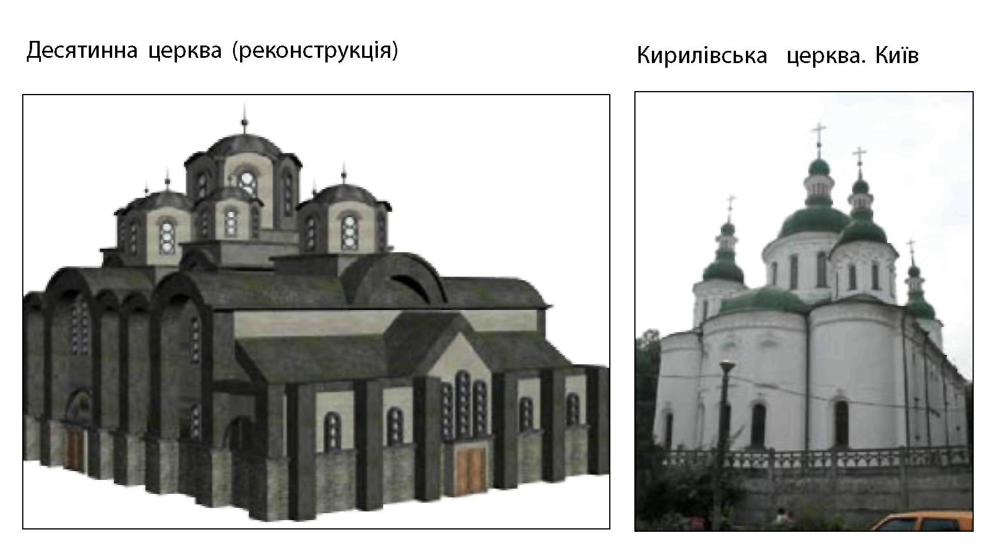 Десятинна церква (реконструкція)
Кирилівська церква. Київ